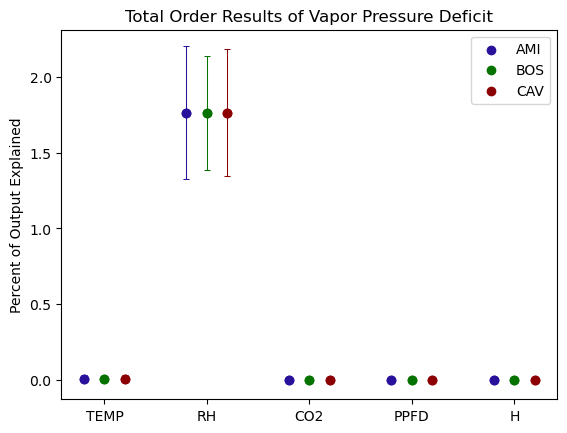 Total Order Results of Vapor Pressure Deficit
AMI
BOS
CAV
Percent of Output Explained
2.0
1.5
1.0
0.5
0.0
TEMP RH CO2 PPFD H